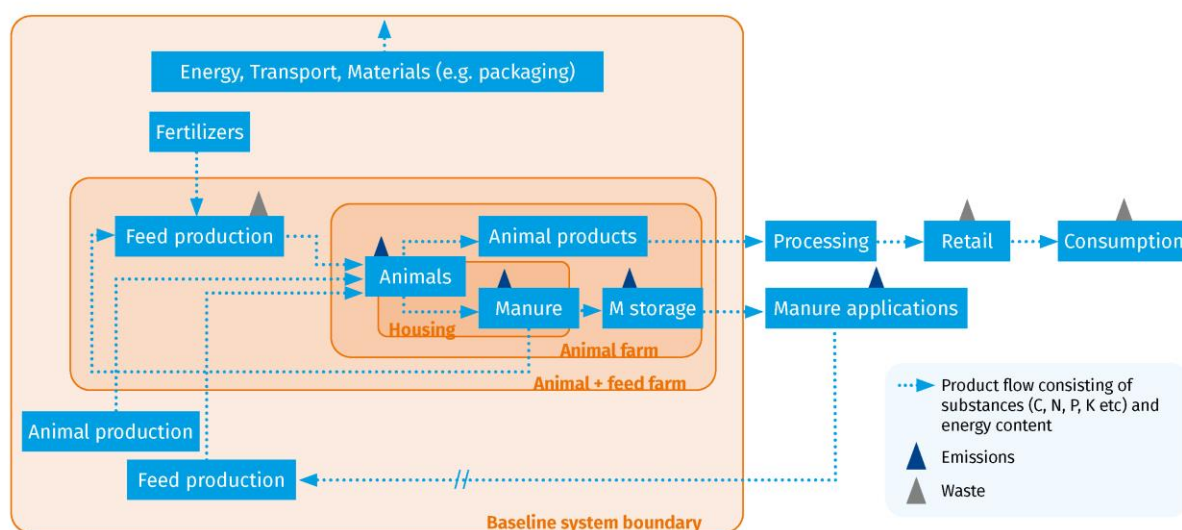 Energy, Transport, Materials (e.g. packaging)
Fertilizers
Feed production
Animal products
Processing
Retail
Consumption
Animals
Manure
M storage
Manure applications
Housing
Animal farm
Animal + feed farm
Animal production
Feed production
//
Baseline system boundary
Product flow consisting of
substances (C, N, P, K etc) and
energy content
Emissions
Waste